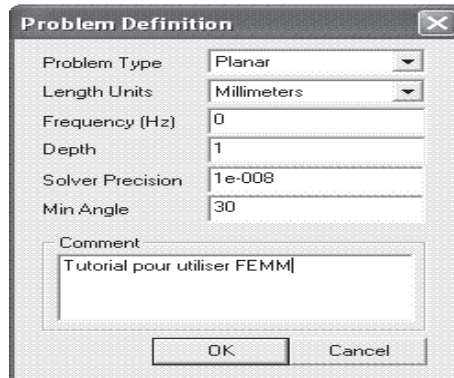 Problem Definition
Problem Type Planar
Length Units Millimeters
Frequency (Hz) 0
Depth 1
Solver Precision 1e-008
Min Angle 30
Comment
Tutorial pour utiliser FEMM
OK Cancel